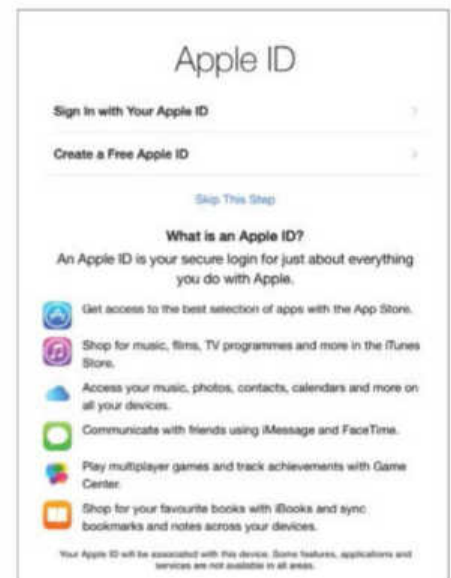 Apple ID
Sign In with Your Apple ID
Create a Free Apple ID
Skip This Step
What is an Apple ID?
An Apple ID is your secure login for just about everything
you do with Apple.
Get access to the best selection of apps with the App Store.
Shop for music, films, TV programmes and more in the iTunes
Store.
Access your music, photos, contacts, calendars and more on
all your devices.
Communicate with friends using iMessage and FaceTime.
Play multiplayer games and track achievements with Game
Center.
Shop for your favourite books with iBooks and sync
bookmarks and notes across your devices.
Your Apple ID will be associated with this device. Some features, applications and
services are not available in all areas.